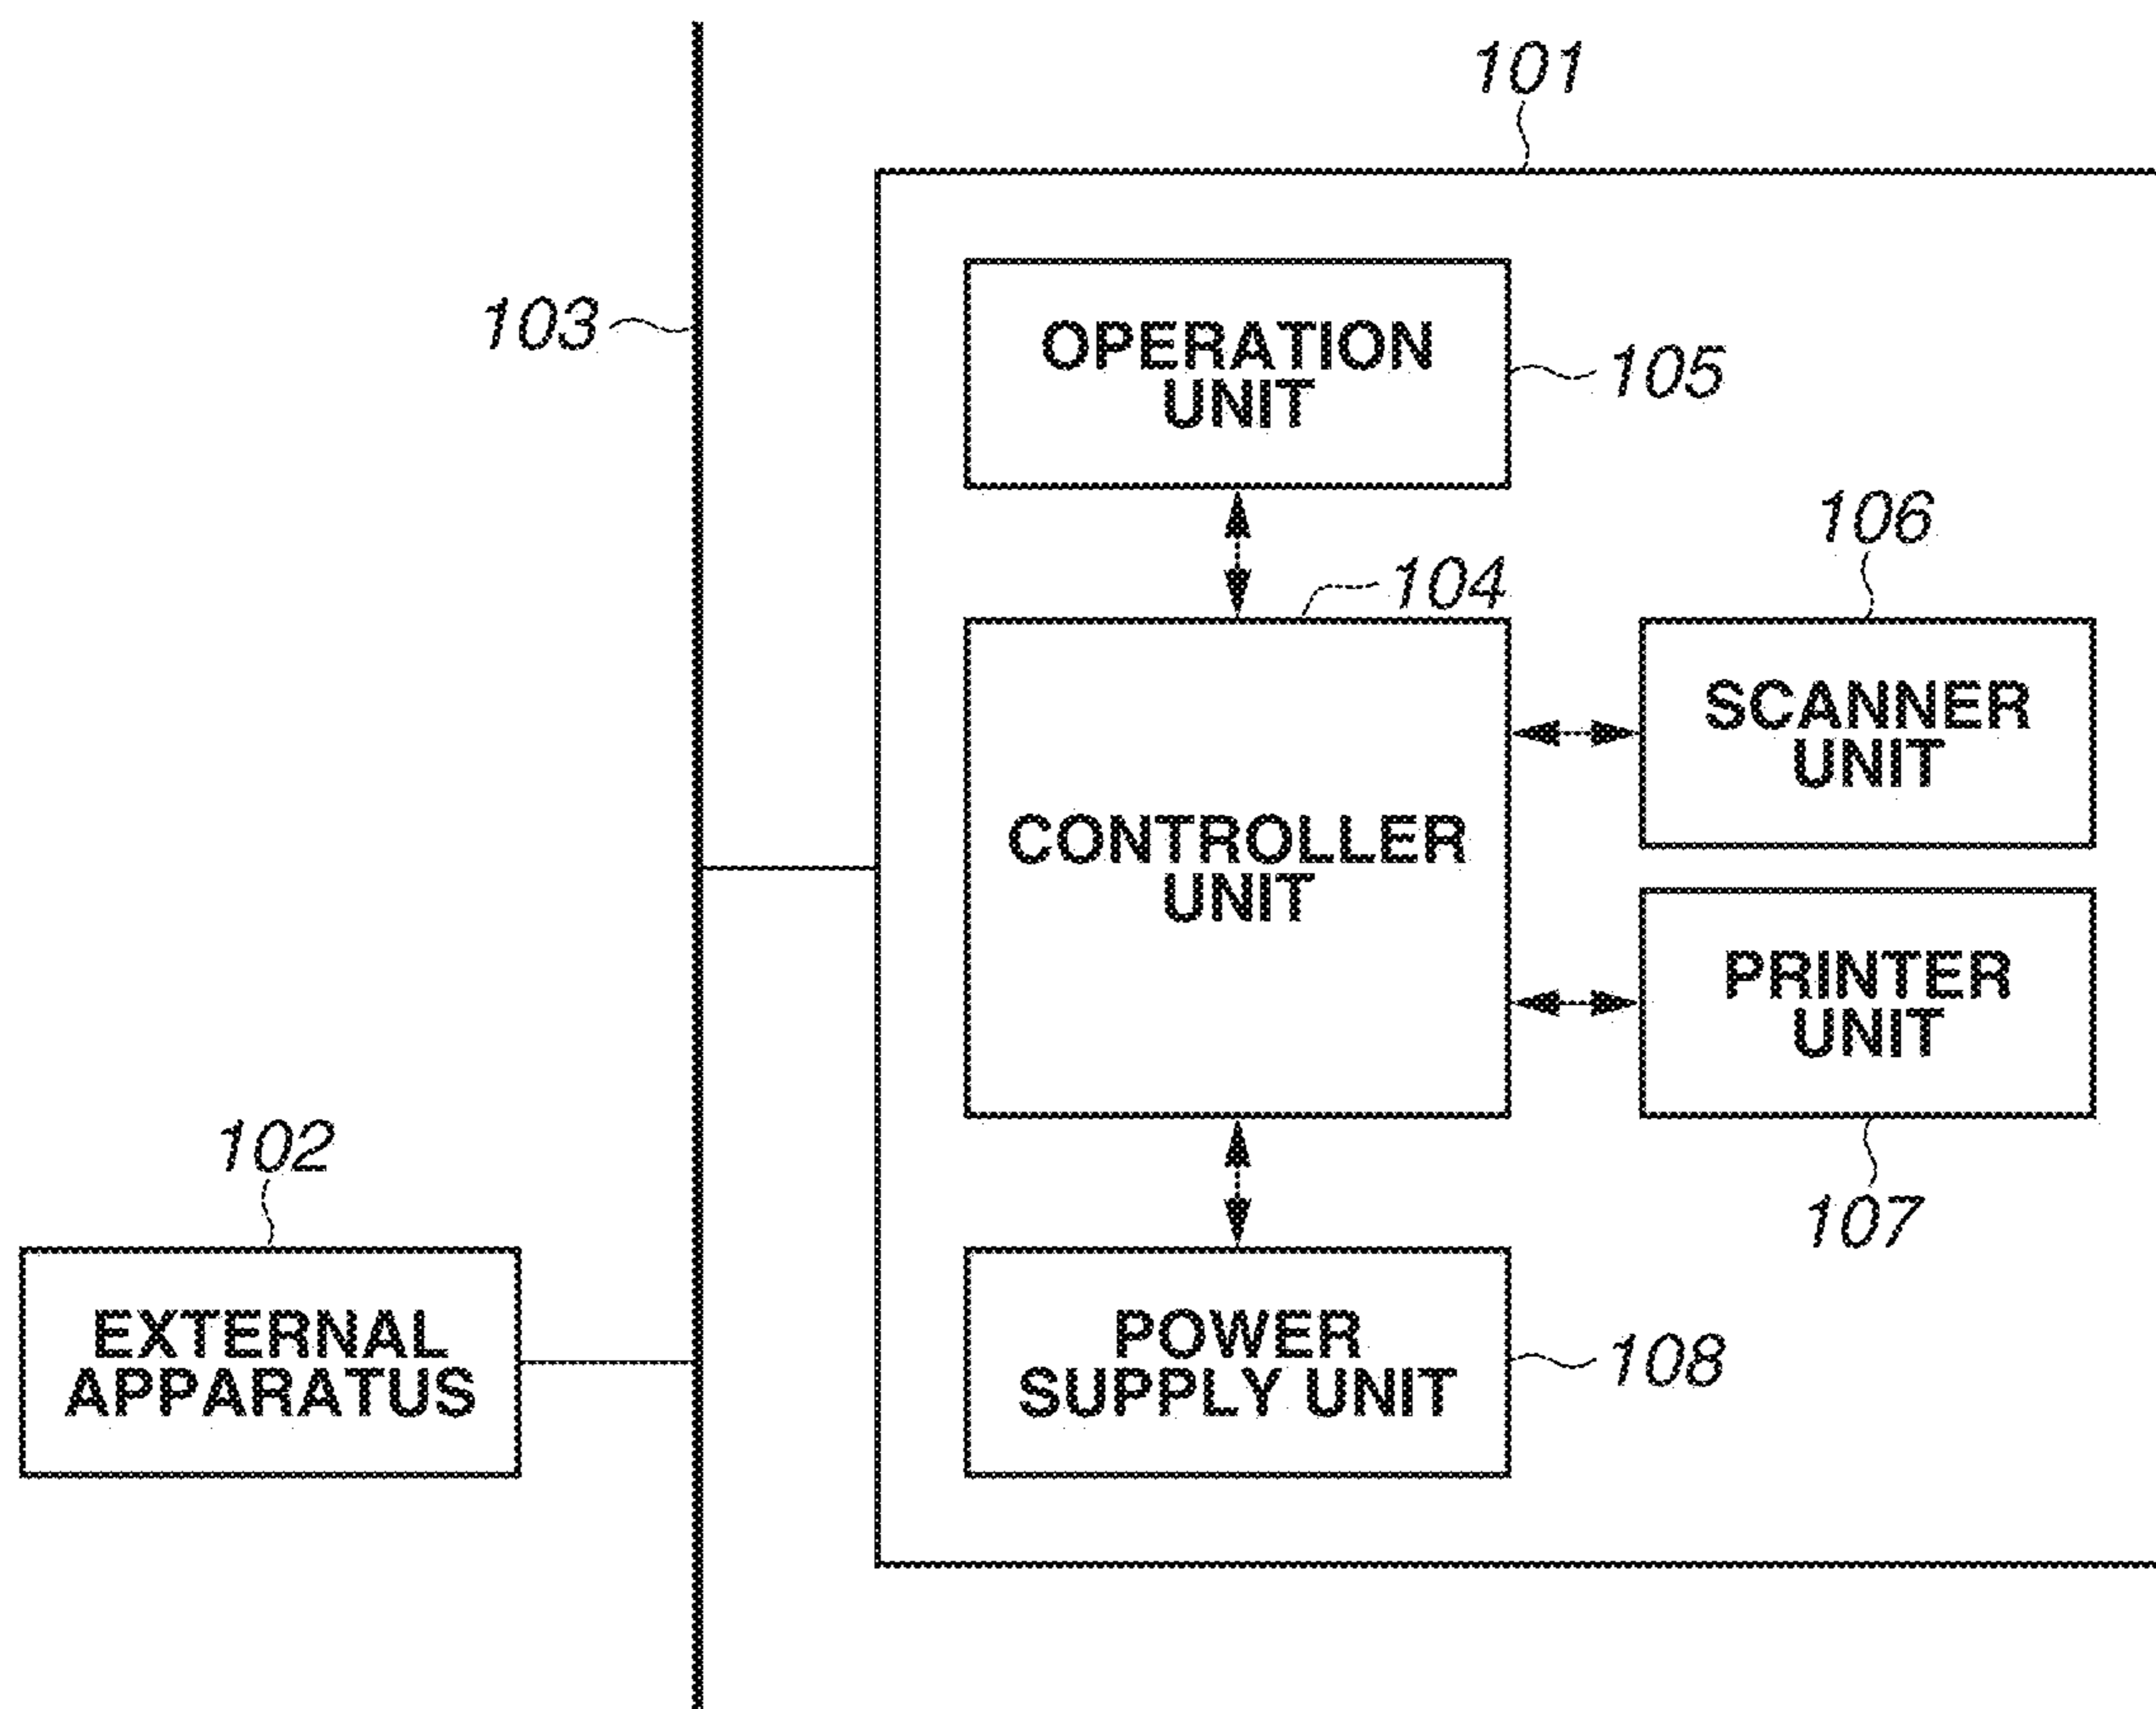 101
103
OPERATION
UNIT
105
106
104
SCANNER
UNIT
CONTROLLER
UNIT
PRINTER
UNIT
102
107
EXTERNAL
APPARATUS
POWER
SUPPLY UNIT
108